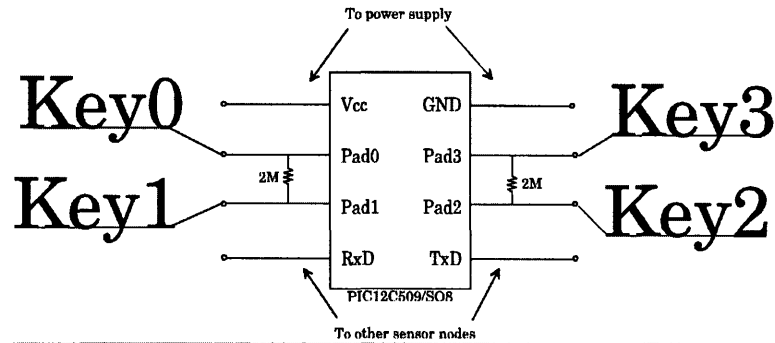 To power supply
Key0
Vcc
GND
Key3
Pad0
Pad3
2M
2M
Key1
Pad1
Pad2
Key2
RxD
TxD
PIC12C509/SO8
To other sensor nodes